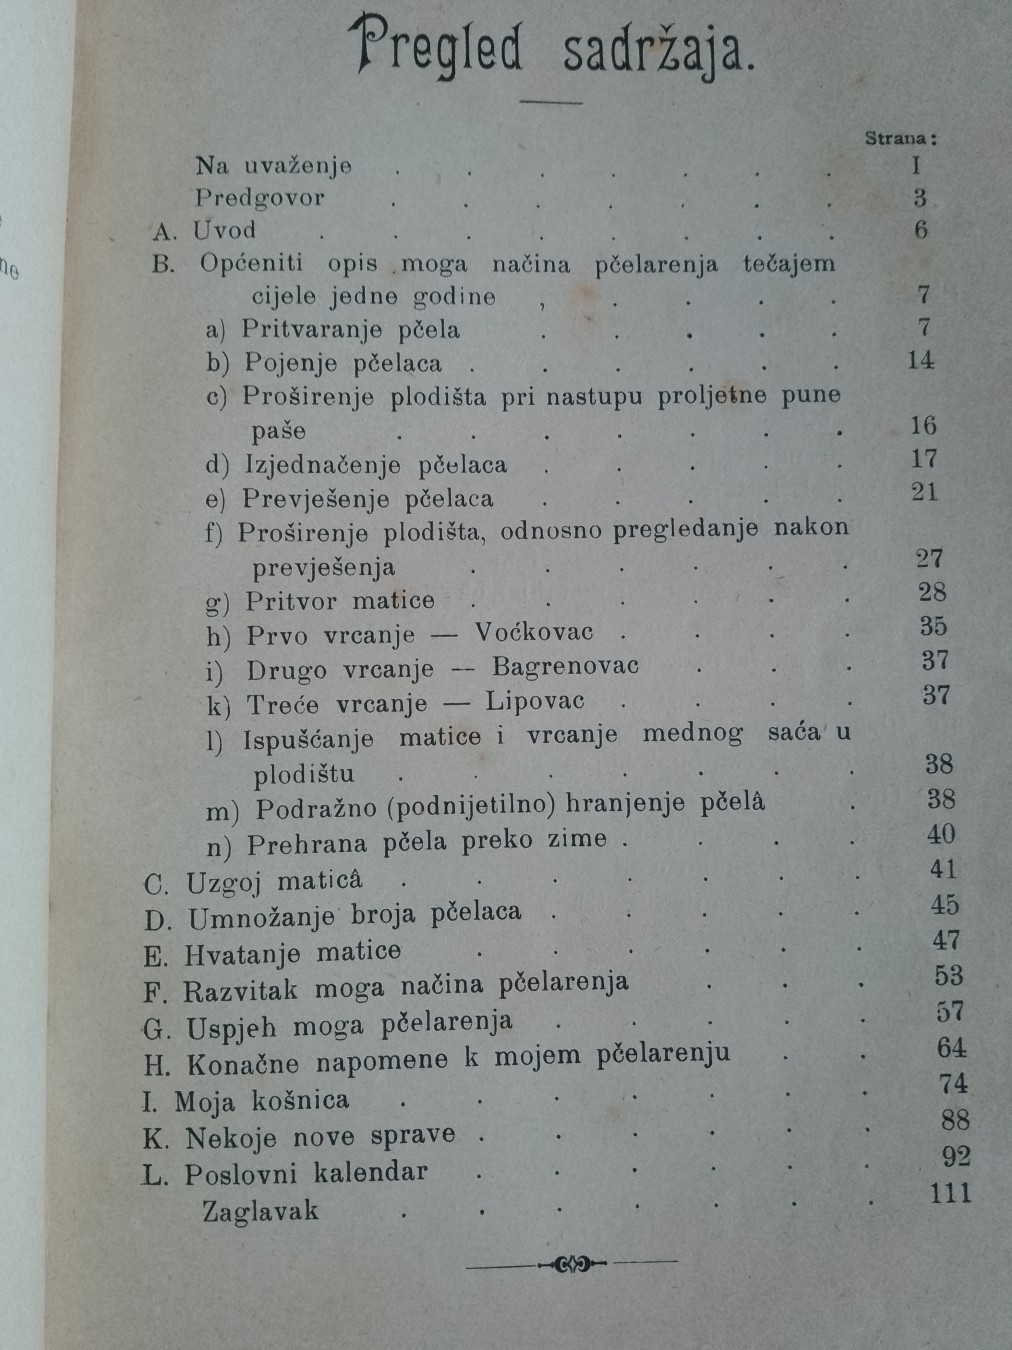 Pregled sadržaja.
Strana:
Na uvaženje . . . . . . . I
Predgovor . . . . . . . 3
A. Uvod . . . . . . . . 6
B. Općeniti opis moga načina pčelarenja tečajem
cijele jedne godine , . . . . 7
a) Pritvaranje pčela . . . . . 7
b) Pojenje pčelaca . . . . . . 14
c) Proširenje plodišta pri nastupu proljetne pune
paše . . . . . . . 16
d) Izjednačenje pčelaca . . . . . 17
e) Prevješenje pčelaca . . . . . 21
f) Proširenje plodišta, odnosno pregledanje nakon
prevješenja . . . . . . 27
g) Pritvor matice . . . . . . 28
h) Prvo vrcanje — Voćkovac . . . . 35
i) Drugo vrcanje — Bagrenovac . . . 37
k) Treće vrcanje — Lipovac . . . . 37
l) Ispušćanje matice i vrcanje mednog saća u
plodištu . . . . . . . 38
m) Podražno (podnijetilno) hranjenje pčelâ . 38
n) Prehrana pčela preko zime . . . . 40
C. Uzgoj maticâ . . . . . . . 41
D. Umnožanje broja pčelaca . . . . . 45
E. Hvatanje matice . . . . . . 47
F. Razvitak moga načina pčelarenja . . . 53
G. Uspjeh moga pčelarenja . . . . . 57
H. Konačne napomene k mojem pčelarenju . . 64
I. Moja košnica . . . . . . . 74
K. Nekoje nove sprave . . . . . . 88
L. Poslovni kalendar . . . . . . 92
Zaglavak . . . . . . . 111